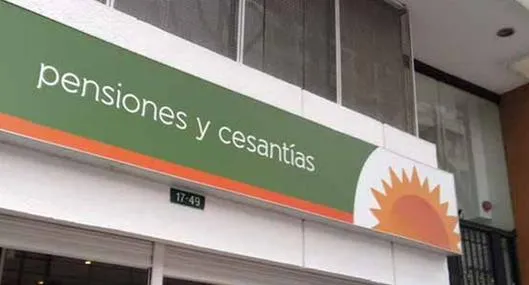 pensiones y cesantías
17-49